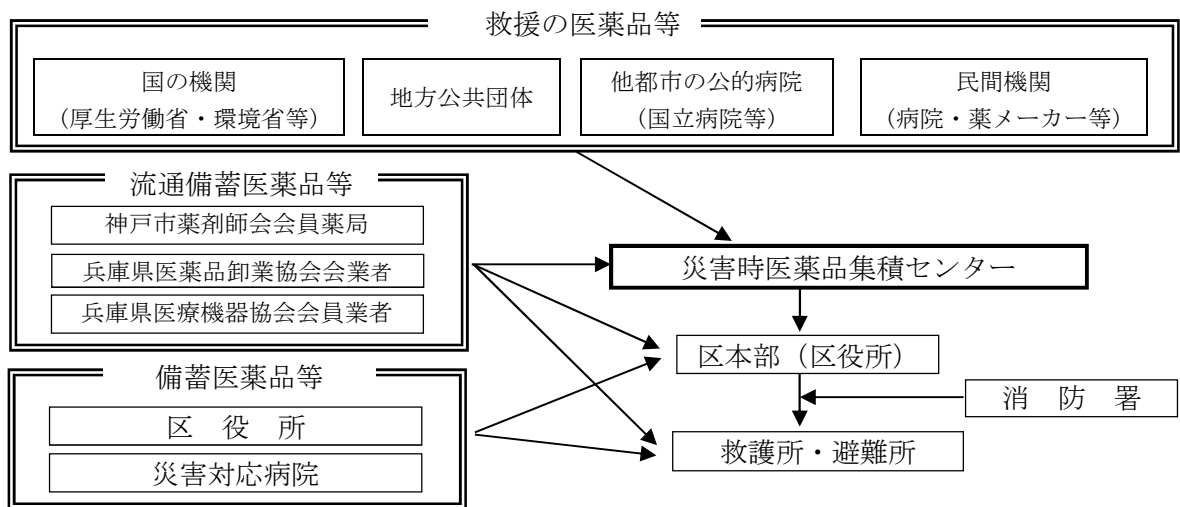 救援の医薬品等
国の機関
（厚生労働省・環境省等）
地方公共団体
他都市の公的病院
（国立病院等）
民間機関
（病院・薬メーカー等）
流通備蓄医薬品等
神戸市薬剤師会会員薬局
兵庫県医薬品卸業協会会業者
兵庫県医療機器協会会員業者
災害時医薬品集積センター
区本部（区役所）
備蓄医薬品等
区　役　所
災害対応病院
消　防　署
救護所・避難所